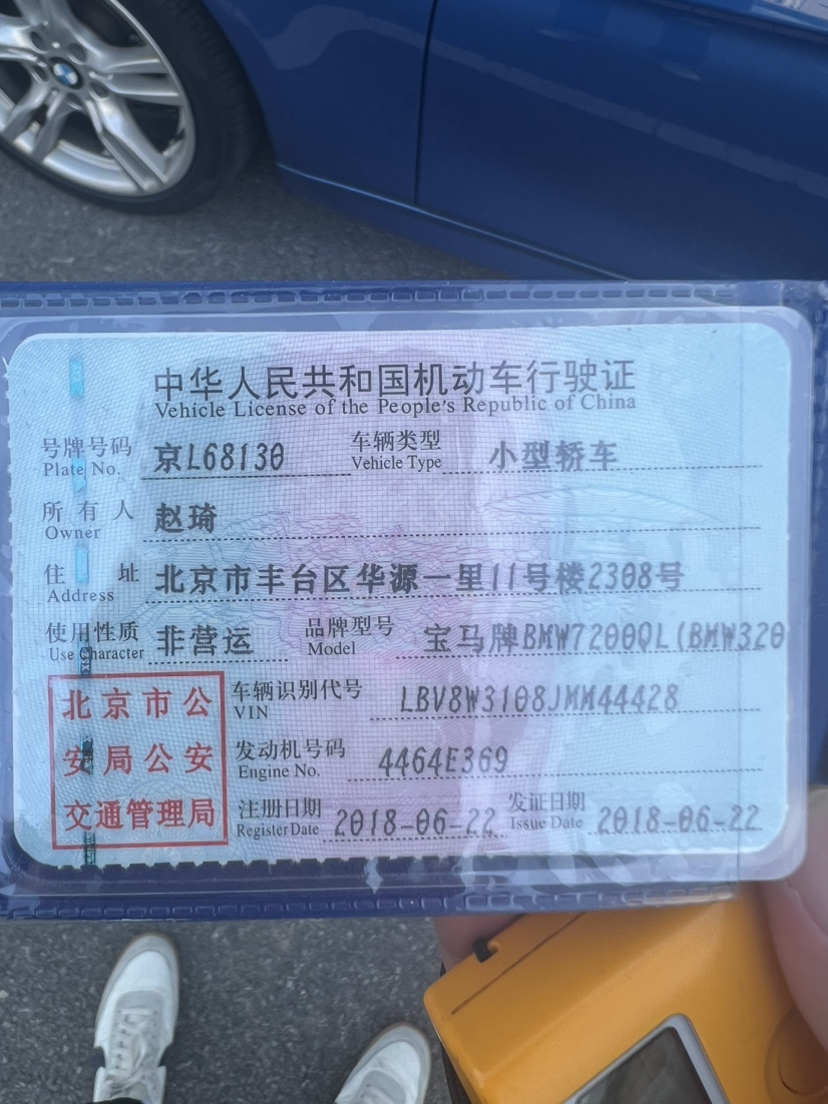 中华人民共和国机动车行驶证
Vehicle License of the People's Republic of China
号牌号码 京L68130 车辆类型 小型轿车
Plate No. Vehicle Type
所有人 赵琦
Owner
住址 北京市丰台区华源一里11号楼2308号
Address
使用性质 非营运 品牌型号 宝马牌BMW7200QL(BMW320
Use Character Model
北京市公
安局公安
交通管理局
车辆识别代号 LBV8W3108JMM44428
VIN
发动机号码 4464E369
Engine No.
注册日期 2018-06-22 发证日期 2018-06-22
Register Date Issue Date